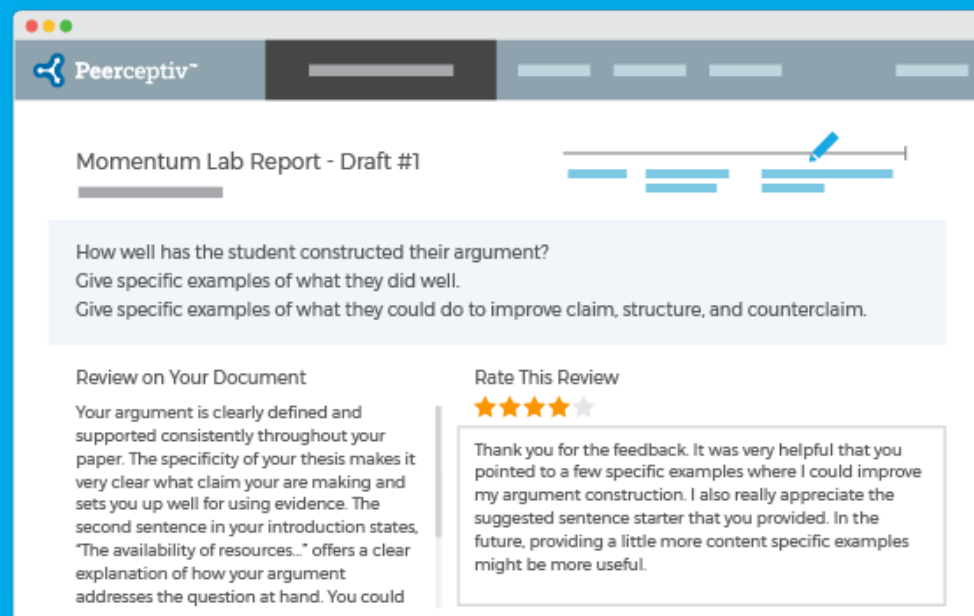 Peerceptiv™
Momentum Lab Report - Draft #1
How well has the student constructed their argument?
Give specific examples of what they did well.
Give specific examples of what they could do to improve claim, structure, and counterclaim.
Review on Your Document
Your argument is clearly defined and
supported consistently throughout your
paper. The specificity of your thesis makes it
very clear what claim your are making and
sets you up well for using evidence. The
second sentence in your introduction states,
“The availability of resources...” offers a clear
explanation of how your argument
addresses the question at hand. You could
Rate This Review
Thank you for the feedback. It was very helpful that you
pointed to a few specific examples where I could improve
my argument construction. I also really appreciate the
suggested sentence starter that you provided. In the
future, providing a little more content specific examples
might be more useful.